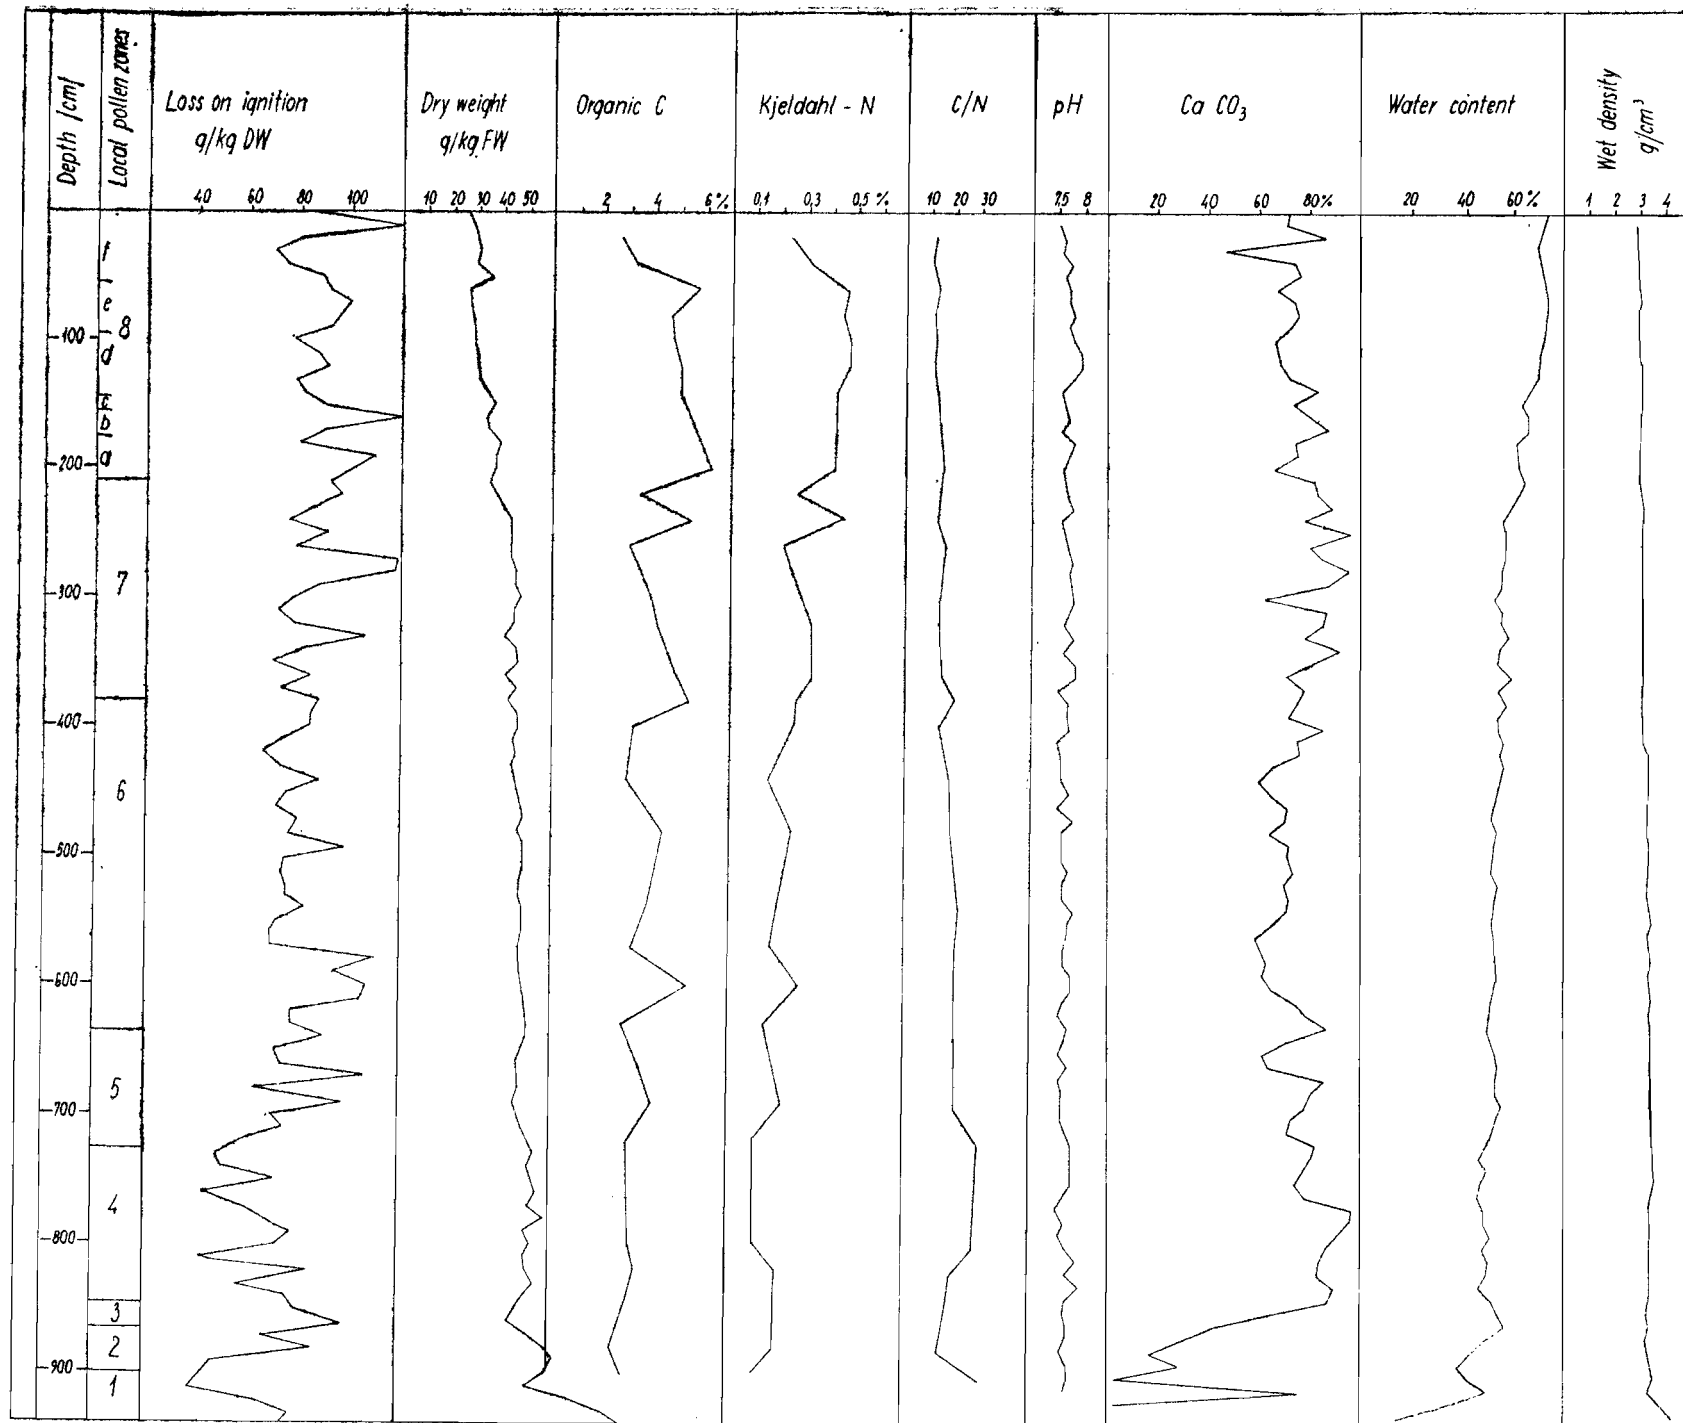 Depth [cm]
Local pollen zones
Loss on ignition
g/kg DW
40 60 80 100
Dry weight
g/kg FW
10 20 30 40 50
Organic C
2 4 6%
Kjeldahl - N
0,1 0,3 0,5 %
C/N
10 20 30
pH
7,5 8
Ca CO₃
20 40 60 80%
Water content
20 40 60%
Wet density
g/cm³
1 2 3 4
f
e
8
-100-
d
c
b
-200-
a
7
-300-
-400-
6
-500-
-600-
5
-700-
4
-800-
3
2
-900-
1